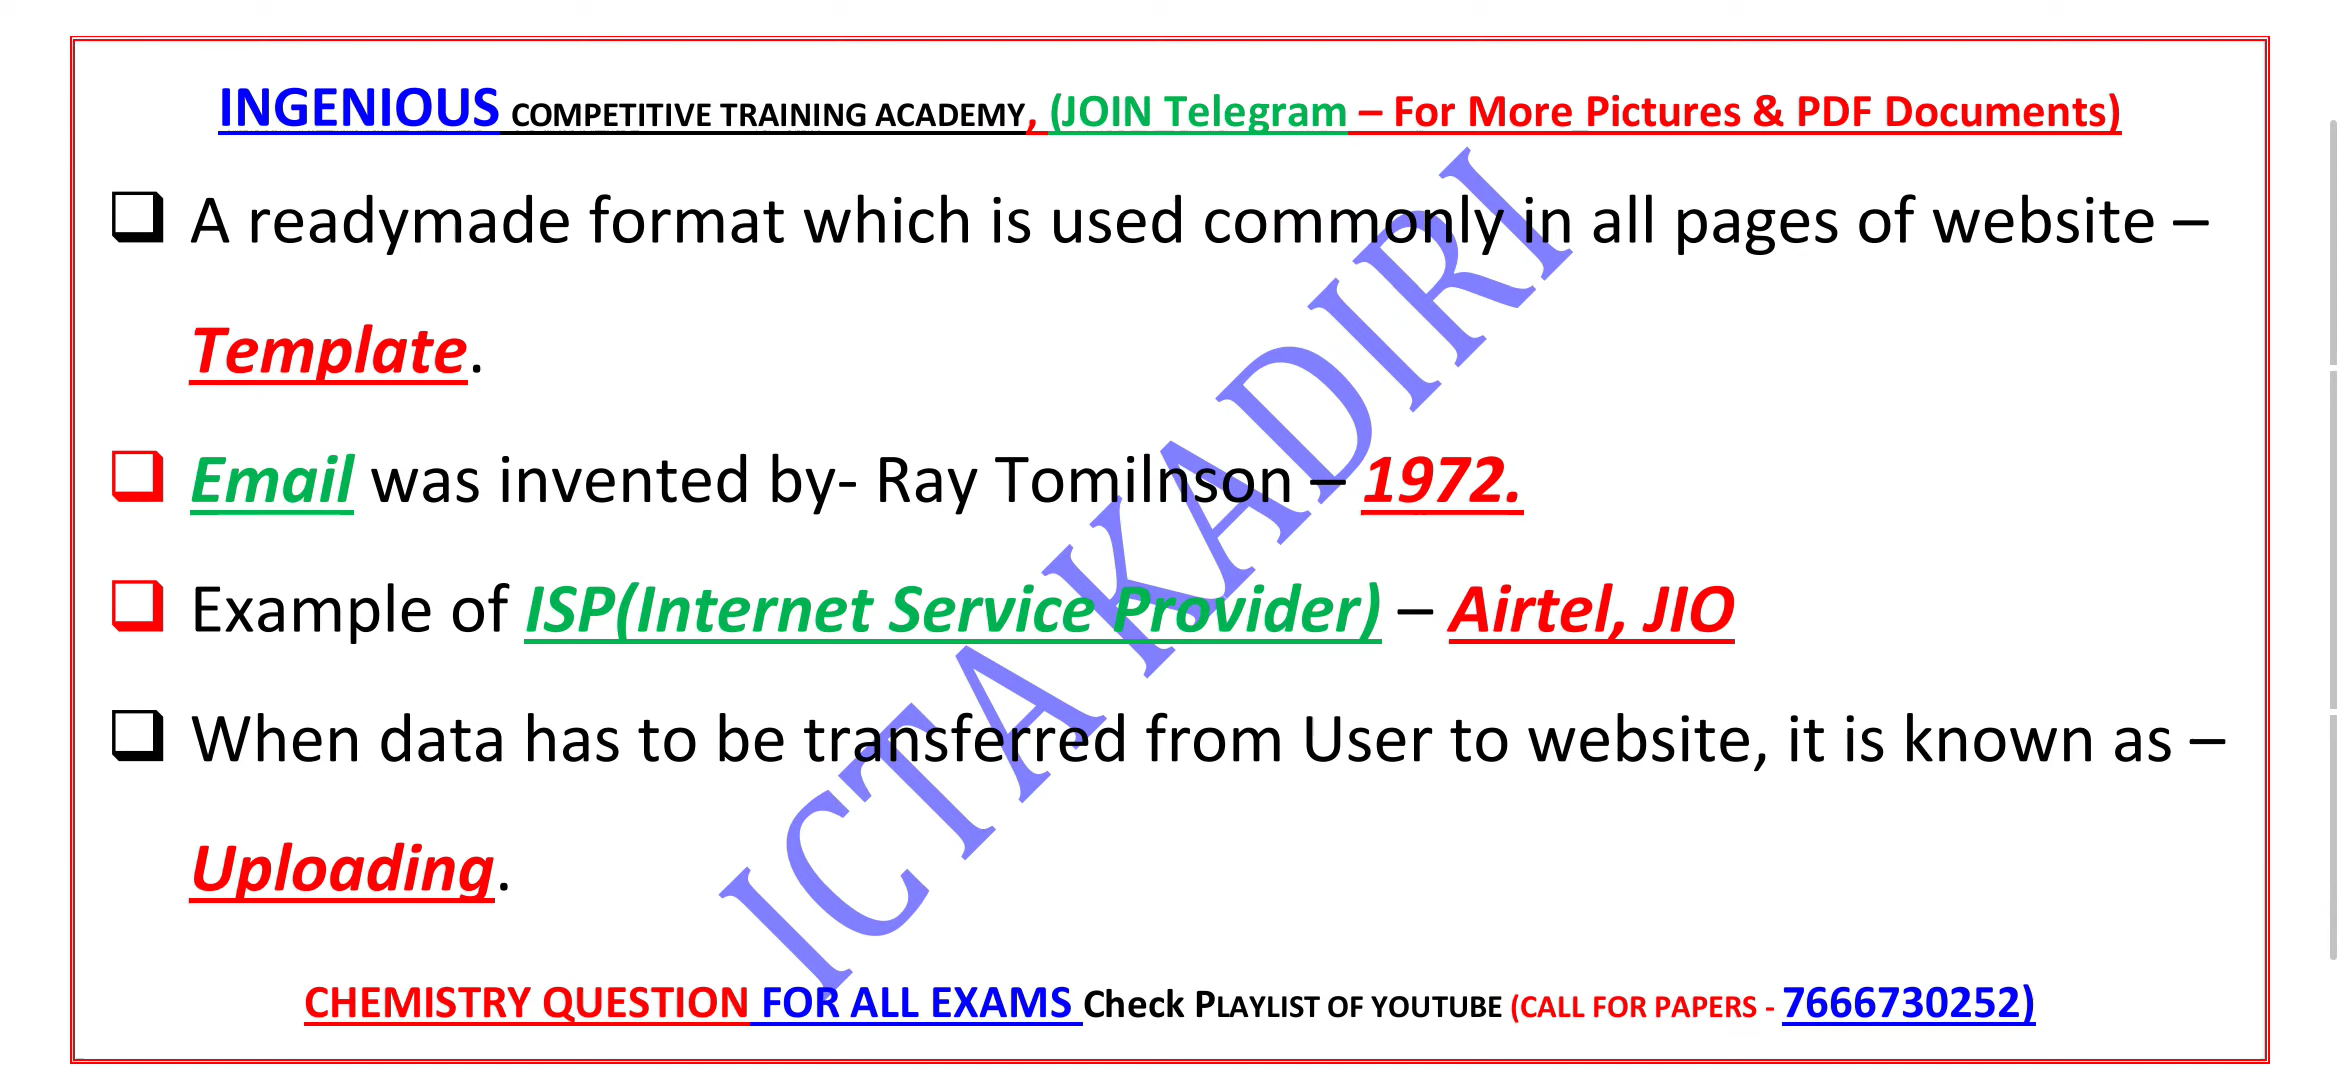 INGENIOUS COMPETITIVE TRAINING ACADEMY, (JOIN Telegram – For More Pictures & PDF Documents)
❑ A readymade format which is used commonly in all pages of website –
Template.
❑ Email was invented by- Ray Tomilnson – 1972.
❑ Example of ISP(Internet Service Provider) – Airtel, JIO
❑ When data has to be transferred from User to website, it is known as –
Uploading.
ICTA KADIRI
CHEMISTRY QUESTION FOR ALL EXAMS Check PLAYLIST OF YOUTUBE (CALL FOR PAPERS - 7666730252)